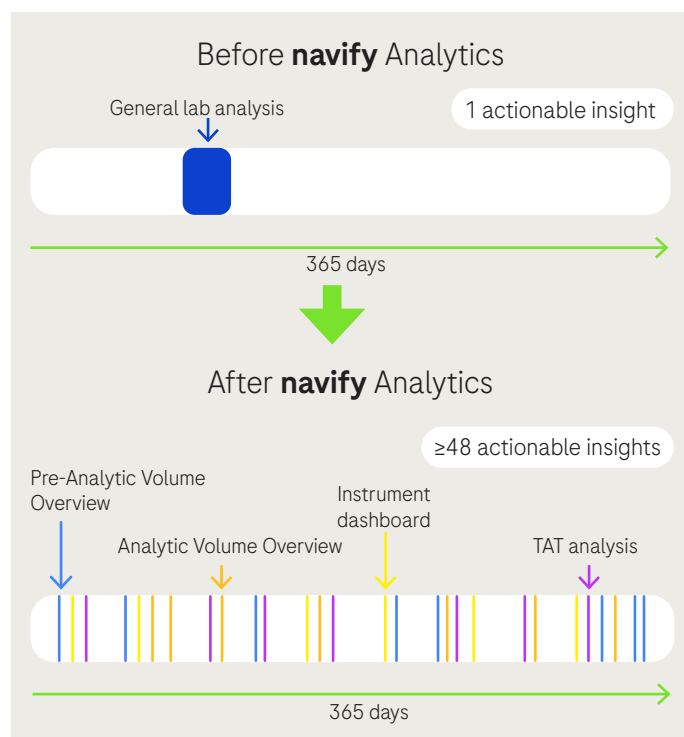 Before navify Analytics
General lab analysis
1 actionable insight
365 days
After navify Analytics
≥48 actionable insights
Pre-Analytic Volume
Overview
Instrument
dashboard
Analytic Volume Overview
TAT analysis
365 days